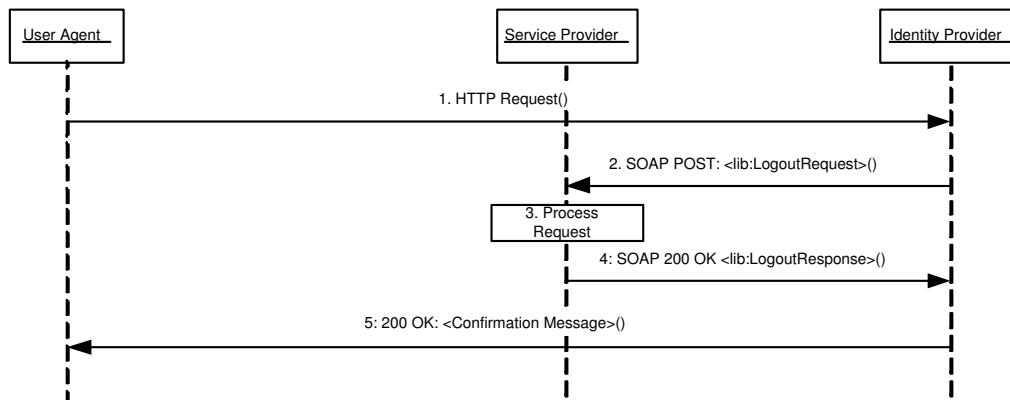 User Agent
Service Provider
Identity Provider
1. HTTP Request()
2. SOAP POST: <lib:LogoutRequest>()
3. Process
Request
4: SOAP 200 OK <lib:LogoutResponse>()
5: 200 OK: <Confirmation Message>()